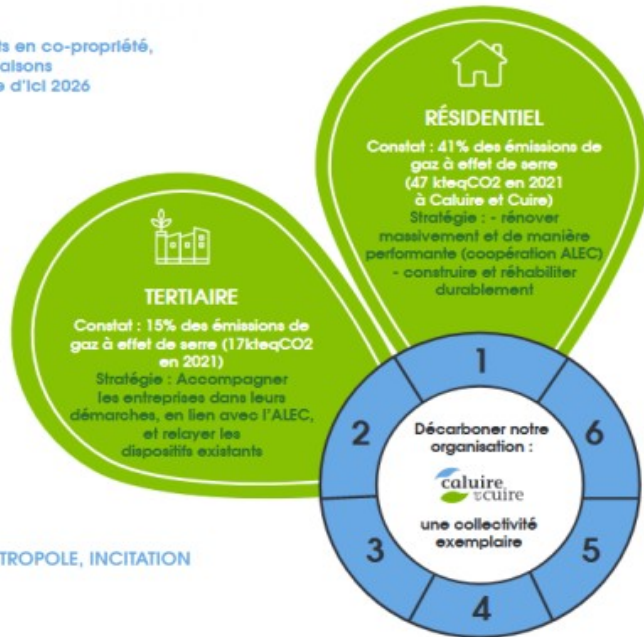 ts en co-propriété,
aisons
e d'ici 2026
RÉSIDENTIEL
Constat : 41% des émissions de
gaz à effet de serre
(47 kteqCO2 en 2021
à Caluire et Cuire)
Stratégie : - rénover
massivement et de manière
performante (coopération ALEC)
- construire et réhabiliter
durablement
TERTIAIRE
Constat : 15% des émissions de
gaz à effet de serre (17kteqCO2
en 2021)
Stratégie : Accompagner
les entreprises dans leurs
démarches, en lien avec l'ALEC,
et relayer les
dispositifs existants
1
2
6
Décarboner notre
organisation :
caluire
et cuire
une collectivité
exemplaire
3
5
4
TROPOLE, INCITATION